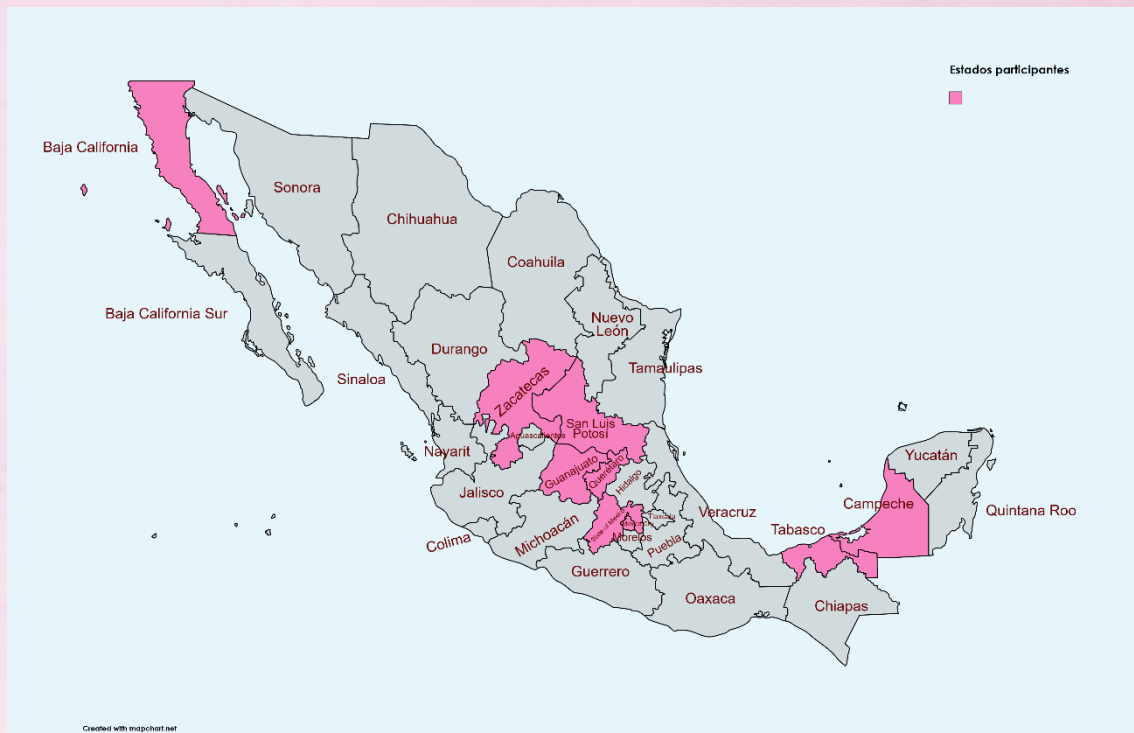 Estados participantes
Baja California
Sonora
Chihuahua
Coahuila
Baja California Sur
Nuevo
León
Durango
Tamaulipas
Sinaloa
Zacatecas
San Luis
Potosí
Aguascalientes
Nayarit
Yucatán
Guanajuato
Querétaro
Hidalgo
Jalisco
Campeche
Quintana Roo
Veracruz
Tlaxcala
State of Mexico
Mexico City
Tabasco
Colima
Michoacán
Morelos
Puebla
Guerrero
Oaxaca
Chiapas
Created with mapchart.net